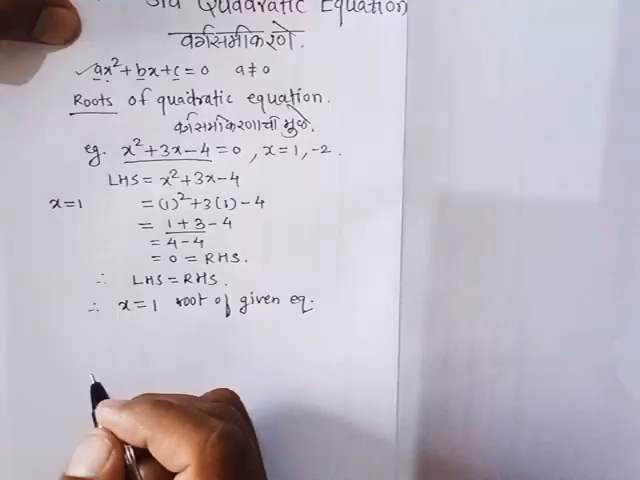 Quadratic Equation
वर्गसमीकरणे.
✓ax²+bx+c=0 a≠0
Roots of quadratic equation.
वर्गसमीकरणाची मुळे.
eg. x²+3x-4=0, x=1,-2.
LHS = x²+3x-4
x=1 = (1)²+3(1)-4
= 1+3-4
= 4-4
= 0 = RHS.
∴ LHS=RHS.
∴ x=1 root of given eq.